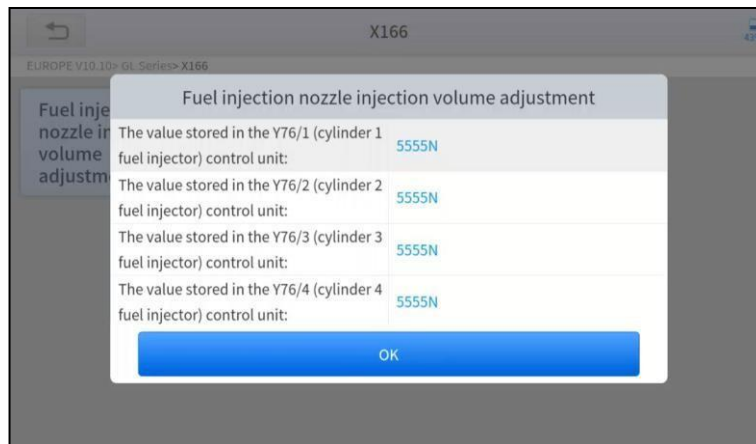 X166
EUROPE V10.10> GL Series> X166
Fuel inje
nozzle in
volume
adjustm
Fuel injection nozzle injection volume adjustment
The value stored in the Y76/1 (cylinder 1
fuel injector) control unit:
5555N
The value stored in the Y76/2 (cylinder 2
fuel injector) control unit:
5555N
The value stored in the Y76/3 (cylinder 3
fuel injector) control unit:
5555N
The value stored in the Y76/4 (cylinder 4
fuel injector) control unit:
5555N
OK